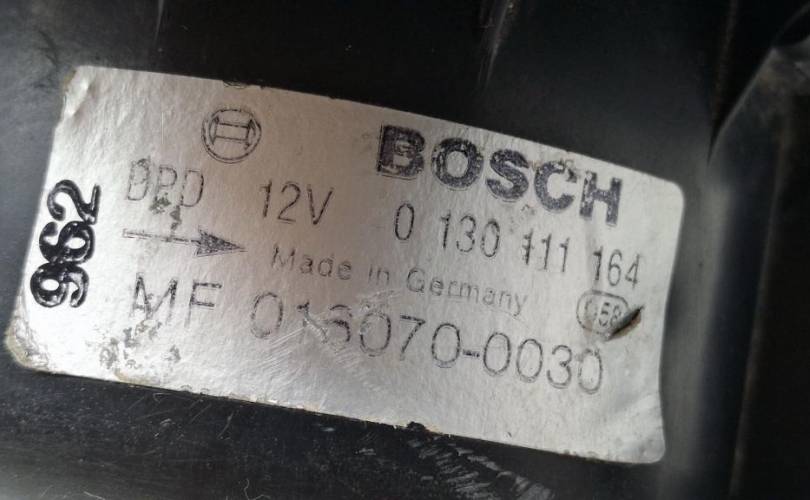 BOSCH
DPD 12V 0 130 111 164
Made in Germany
MF 016070-0030
962